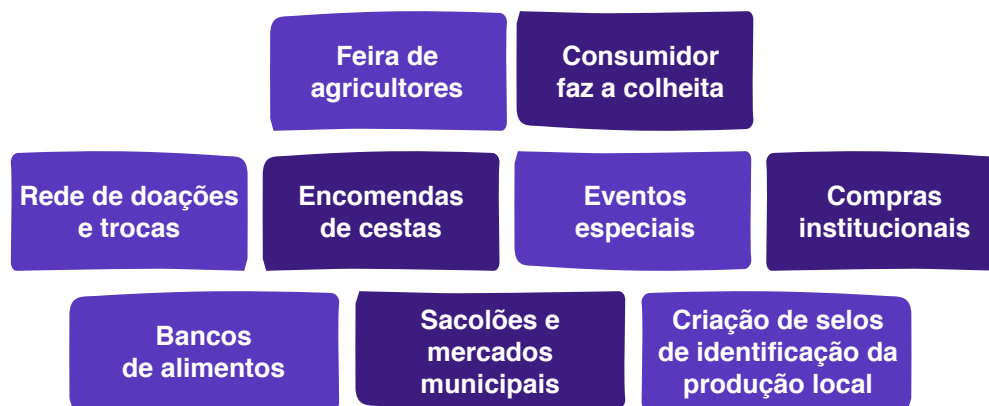 Feira de
agricultores
Consumidor
faz a colheita
Rede de doações
e trocas
Encomendas
de cestas
Eventos
especiais
Compras
institucionais
Bancos
de alimentos
Sacolões e
mercados
municipais
Criação de selos
de identificação da
produção local